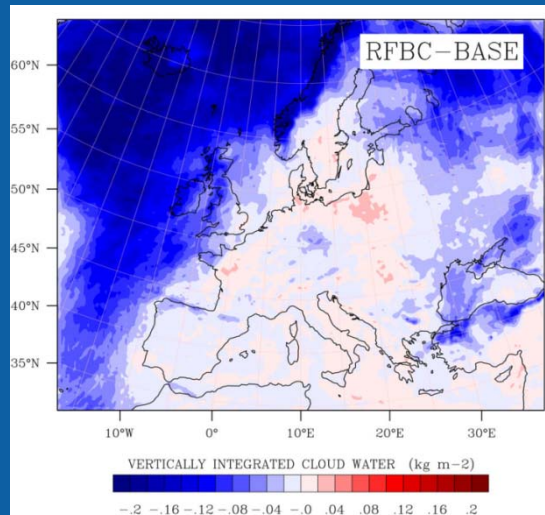 RFBC-BASE
60°N
55°N
50°N
45°N
40°N
35°N
10°W 0° 10°E 20°E 30°E
VERTICALLY INTEGRATED CLOUD WATER (kg m-2)
-.2 -.16 -.12 -.08 -.04 -.0 .04 .08 .12 .16 .2